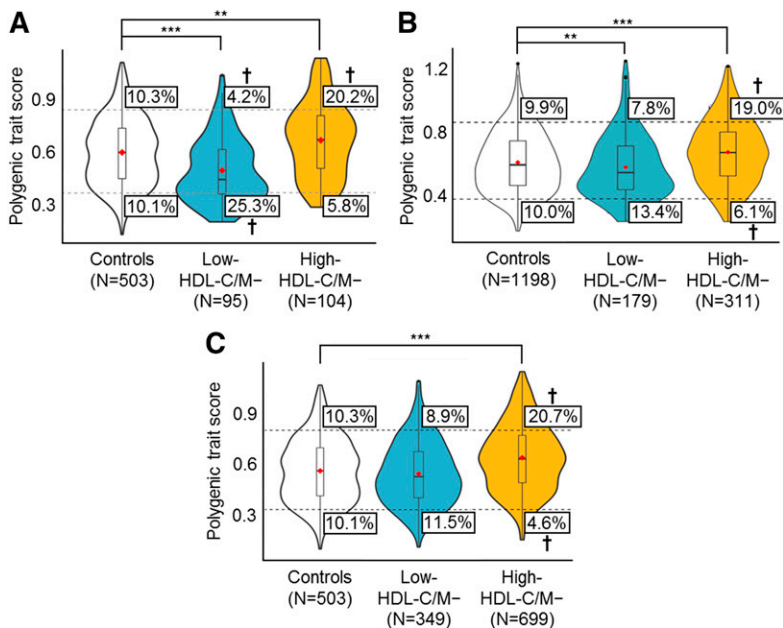 A
**
***
Polygenic trait score
0.9
0.6
0.3
10.3%
†
4.2%
†
20.2%
10.1%
25.3%
†
5.8%
Controls
(N=503)
Low-
HDL-C/M−
(N=95)
High-
HDL-C/M−
(N=104)
B
***
**
Polygenic trait score
1.2
0.8
0.4
9.9%
7.8%
†
19.0%
10.0%
13.4%
6.1%
†
Controls
(N=1198)
Low-
HDL-C/M−
(N=179)
High-
HDL-C/M−
(N=311)
C
***
Polygenic trait score
0.9
0.6
0.3
10.3%
8.9%
†
20.7%
10.1%
11.5%
4.6%
†
Controls
(N=503)
Low-
HDL-C/M−
(N=349)
High-
HDL-C/M−
(N=699)